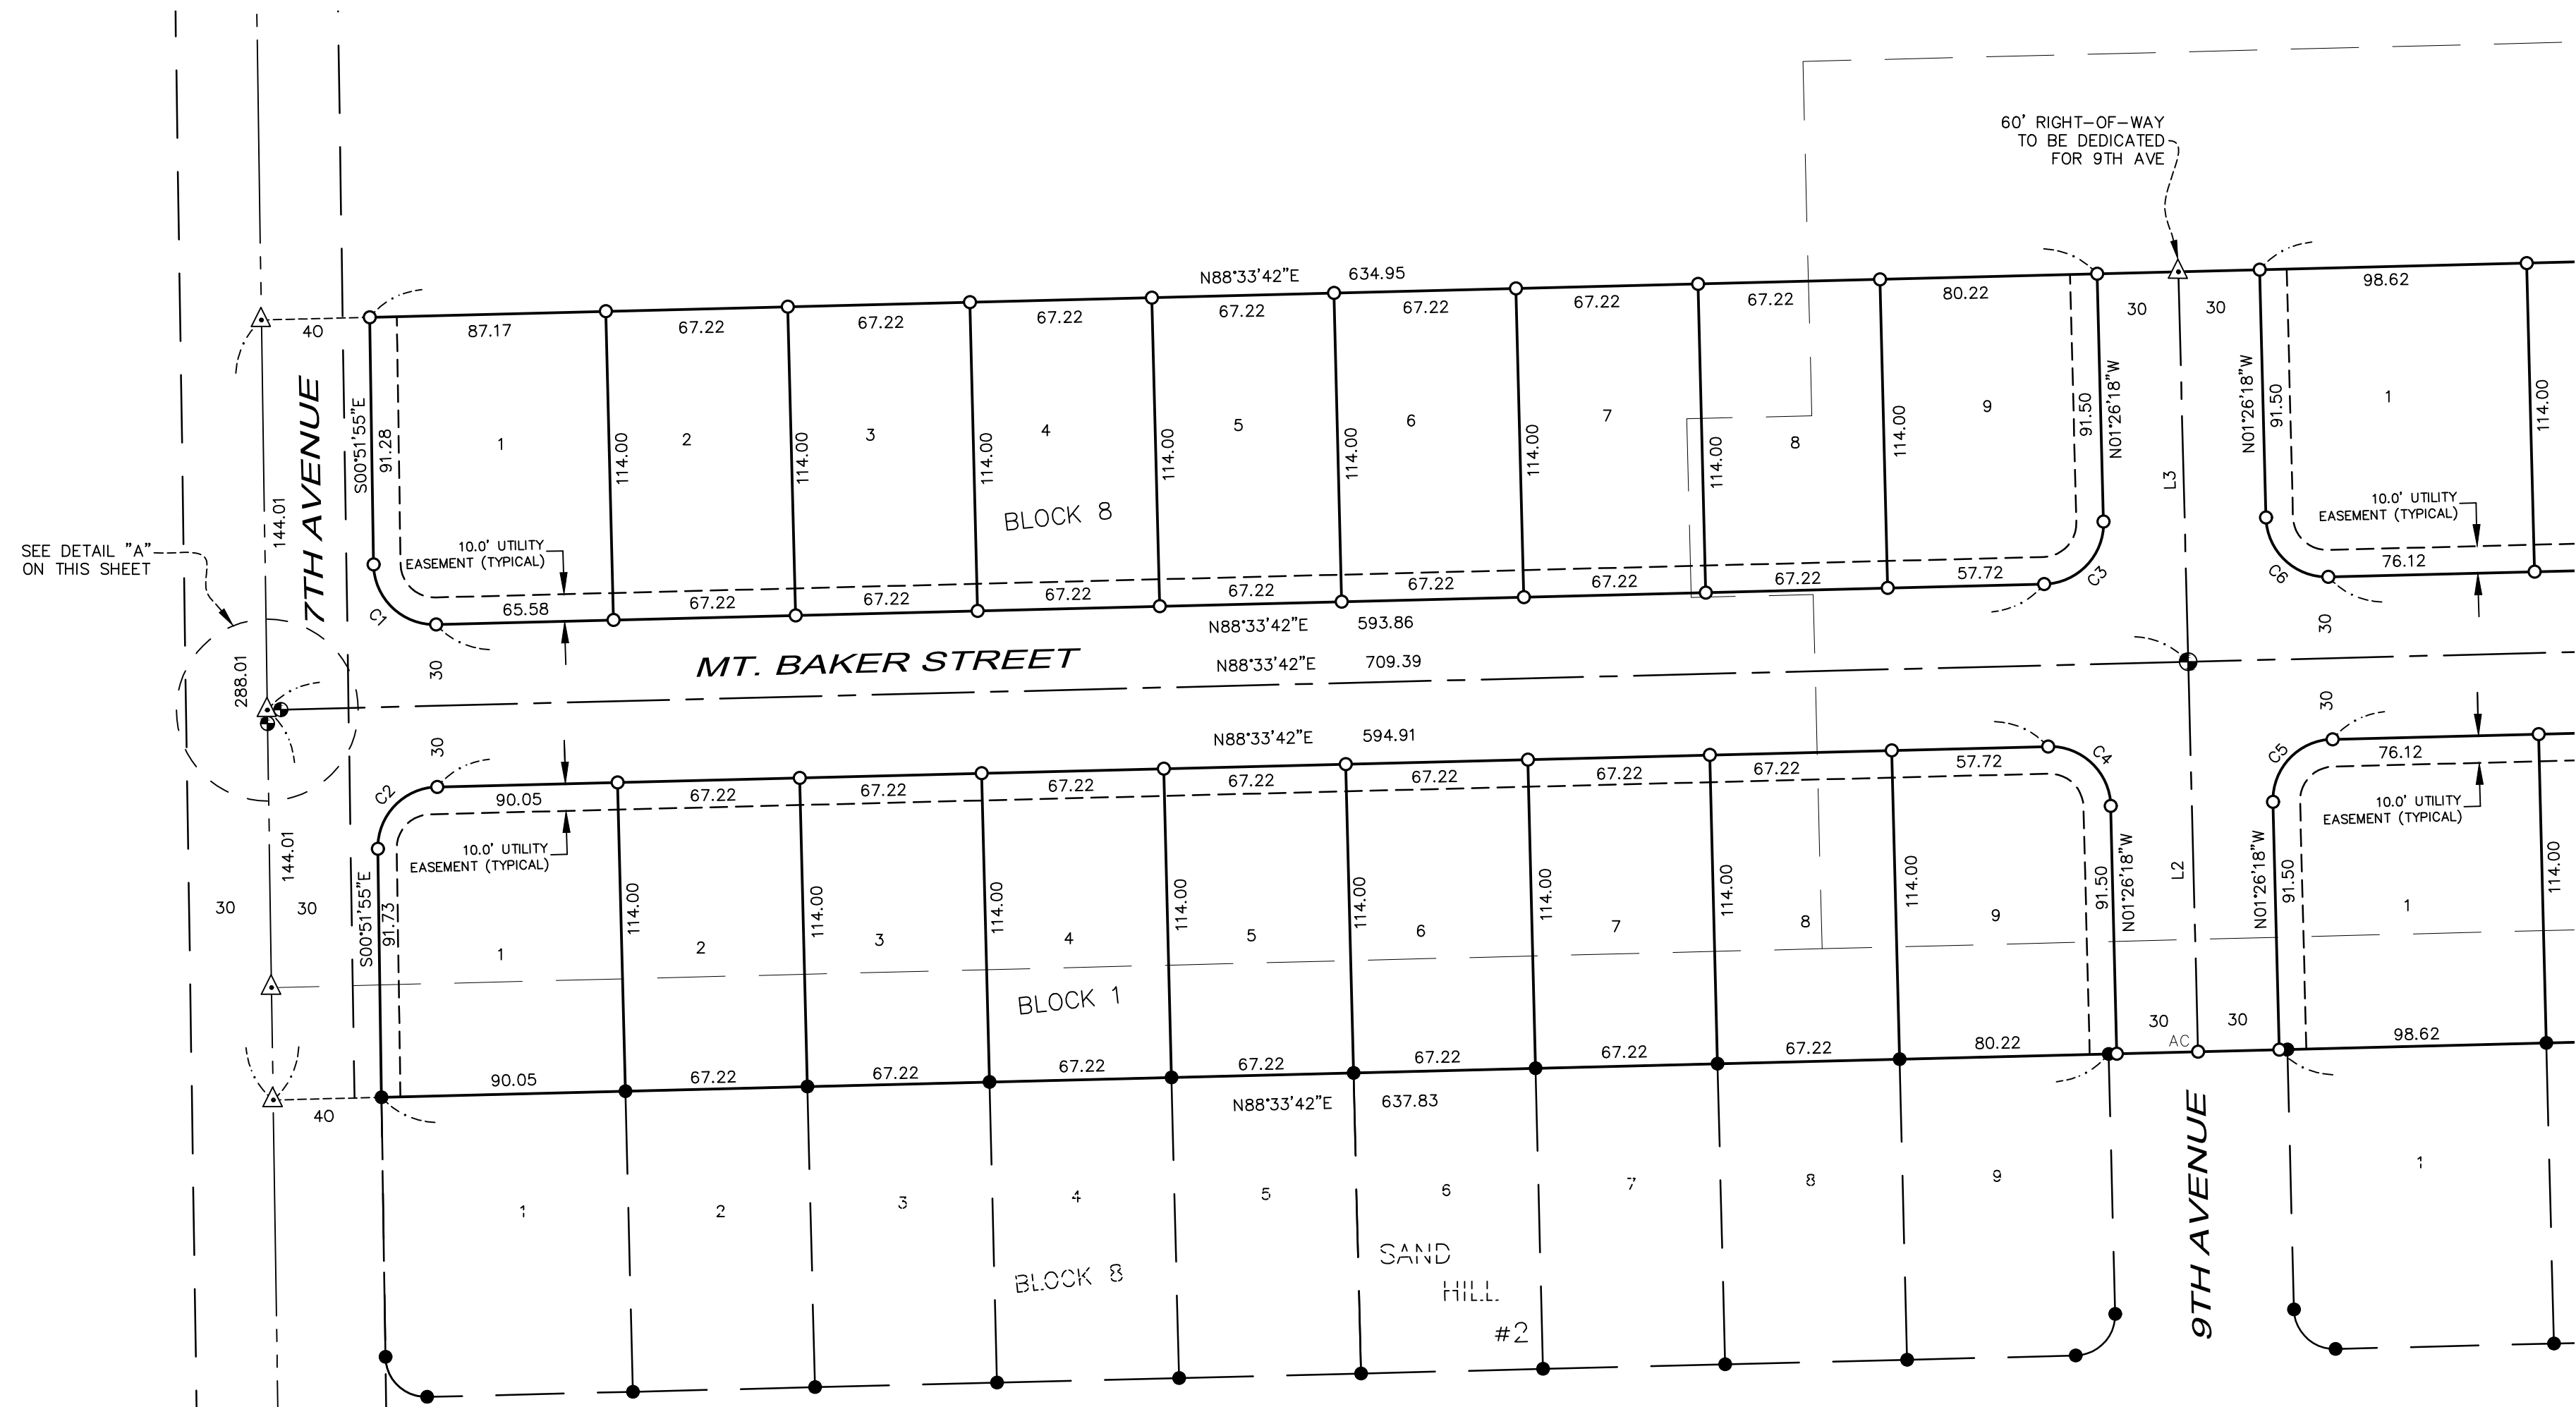 60' RIGHT-OF-WAY
TO BE DEDICATED
FOR 9TH AVE
N88°33'42"E 634.95
40
87.17
67.22
67.22
67.22
67.22
67.22
67.22
67.22
80.22
30
30
98.62
7TH AVENUE
S00°51'55"E
91.28
1
114.00
2
114.00
3
114.00
4
114.00
5
114.00
6
114.00
7
114.00
8
114.00
9
91.50
N01°26'18"W
L3
N01°26'18"W
91.50
1
114.00
144.01
BLOCK 8
SEE DETAIL "A"
ON THIS SHEET
10.0' UTILITY
EASEMENT (TYPICAL)
10.0' UTILITY
EASEMENT (TYPICAL)
C1
65.58
67.22
67.22
67.22
67.22
67.22
67.22
67.22
57.72
C3
C6
76.12
N88°33'42"E 593.86
30
30
288.01
MT. BAKER STREET
N88°33'42"E 709.39
30
30
N88°33'42"E 594.91
C2
90.05
67.22
67.22
67.22
67.22
67.22
67.22
67.22
57.72
C4
C5
76.12
10.0' UTILITY
EASEMENT (TYPICAL)
10.0' UTILITY
EASEMENT (TYPICAL)
144.01
30
30
S00°51'55"E
91.73
1
114.00
2
114.00
3
114.00
4
114.00
5
114.00
6
114.00
7
114.00
8
114.00
9
91.50
N01°26'18"W
L2
N01°26'18"W
91.50
1
114.00
BLOCK 1
90.05
67.22
67.22
67.22
67.22
67.22
67.22
67.22
80.22
30
AC
30
98.62
40
N88°33'42"E 637.83
9TH AVENUE
1
2
3
4
5
6
7
8
9
1
BLOCK 8
SAND
HILL
#2